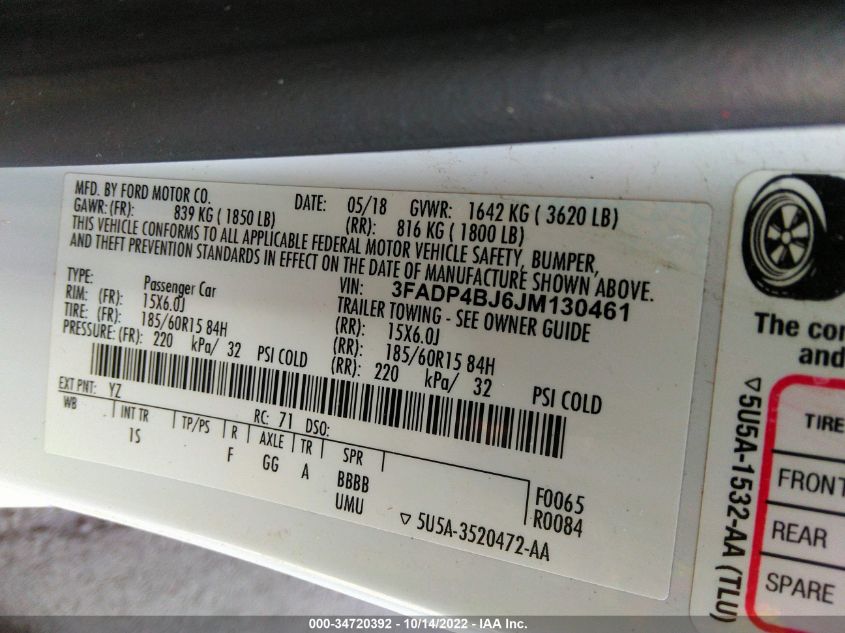 MFD. BY FORD MOTOR CO.
DATE: 05/18 GVWR: 1642 KG ( 3620 LB)
GAWR:(FR): 839 KG ( 1850 LB) (RR): 816 KG ( 1800 LB)
THIS VEHICLE CONFORMS TO ALL APPLICABLE FEDERAL MOTOR VEHICLE SAFETY, BUMPER,
AND THEFT PREVENTION STANDARDS IN EFFECT ON THE DATE OF MANUFACTURE SHOWN ABOVE.
VIN: 3FADP4BJ6JM130461
TYPE: Passenger Car TRAILER TOWING - SEE OWNER GUIDE
RIM: (FR): 15X6.0J (RR): 15X6.0J
TIRE: (FR): 185/60R15 84H (RR): 185/60R15 84H
PRESSURE: (FR): 220 kPa/ 32 PSI COLD (RR): 220 kPa/ 32 PSI COLD
EXT PNT: YZ RC: 71 DSO:
WB INT TR TP/PS R AXLE TR SPR
1S F GG A BBBB
UMU
F0065
R0084
▽ 5U5A-3520472-AA
The con
and
▽5U5A-1532-AA (TLU)
TIRE
FRONT
REAR
SPARE
000-34720392 - 10/14/2022 - IAA Inc.